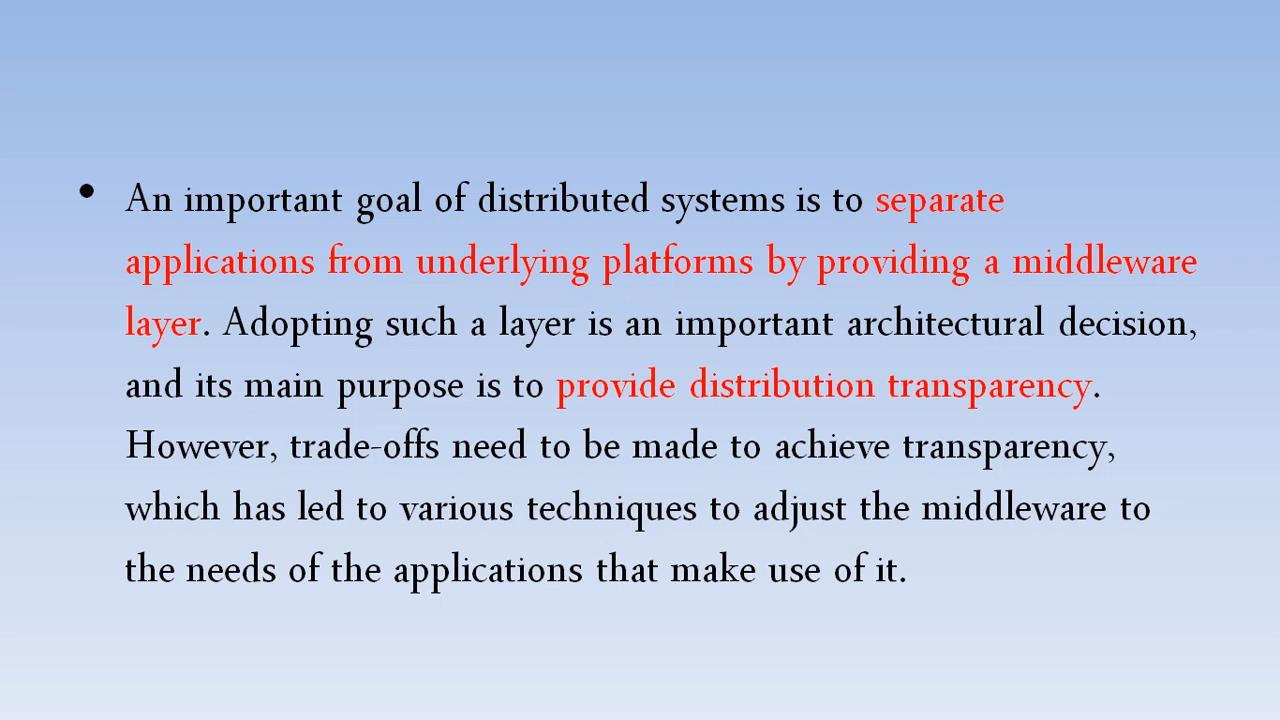 • An important goal of distributed systems is to separate
applications from underlying platforms by providing a middleware
layer. Adopting such a layer is an important architectural decision,
and its main purpose is to provide distribution transparency.
However, trade-offs need to be made to achieve transparency,
which has led to various techniques to adjust the middleware to
the needs of the applications that make use of it.